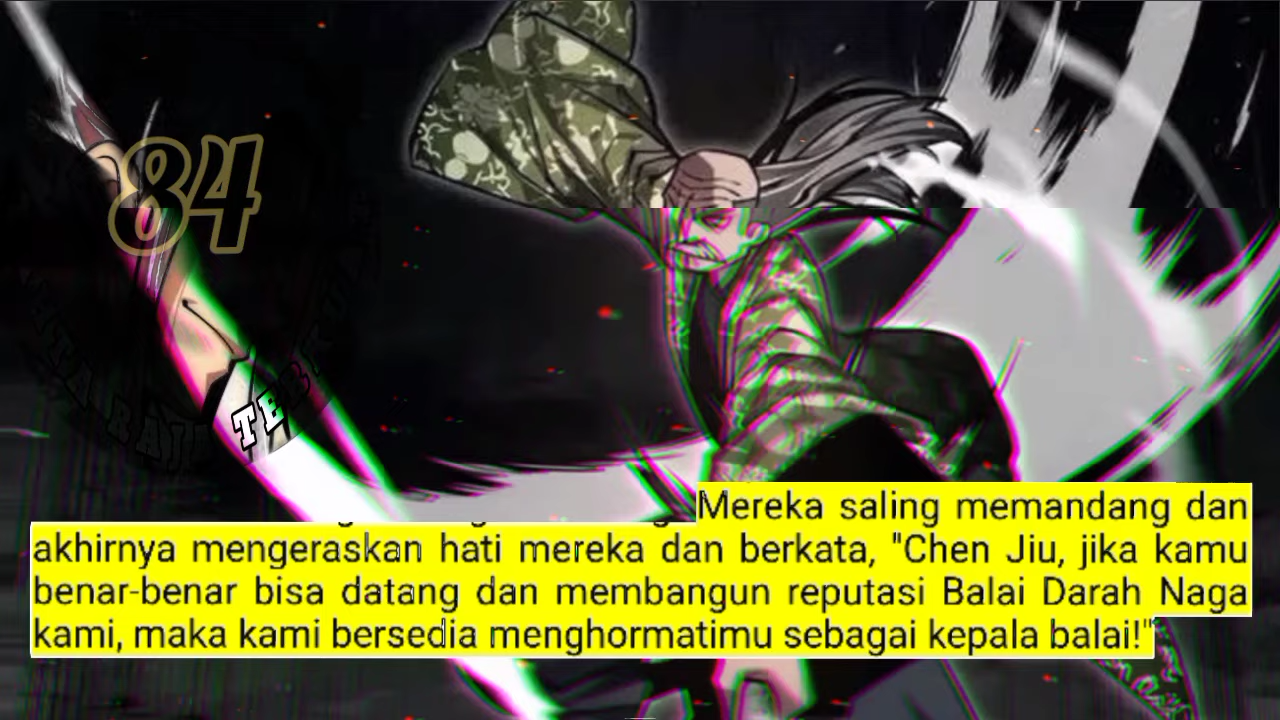 84
TE
Mereka saling memandang dan
akhirnya mengeraskan hati mereka dan berkata, "Chen Jiu, jika kamu
benar-benar bisa datang dan membangun reputasi Balai Darah Naga
kami, maka kami bersedia menghormatimu sebagai kepala balai!"